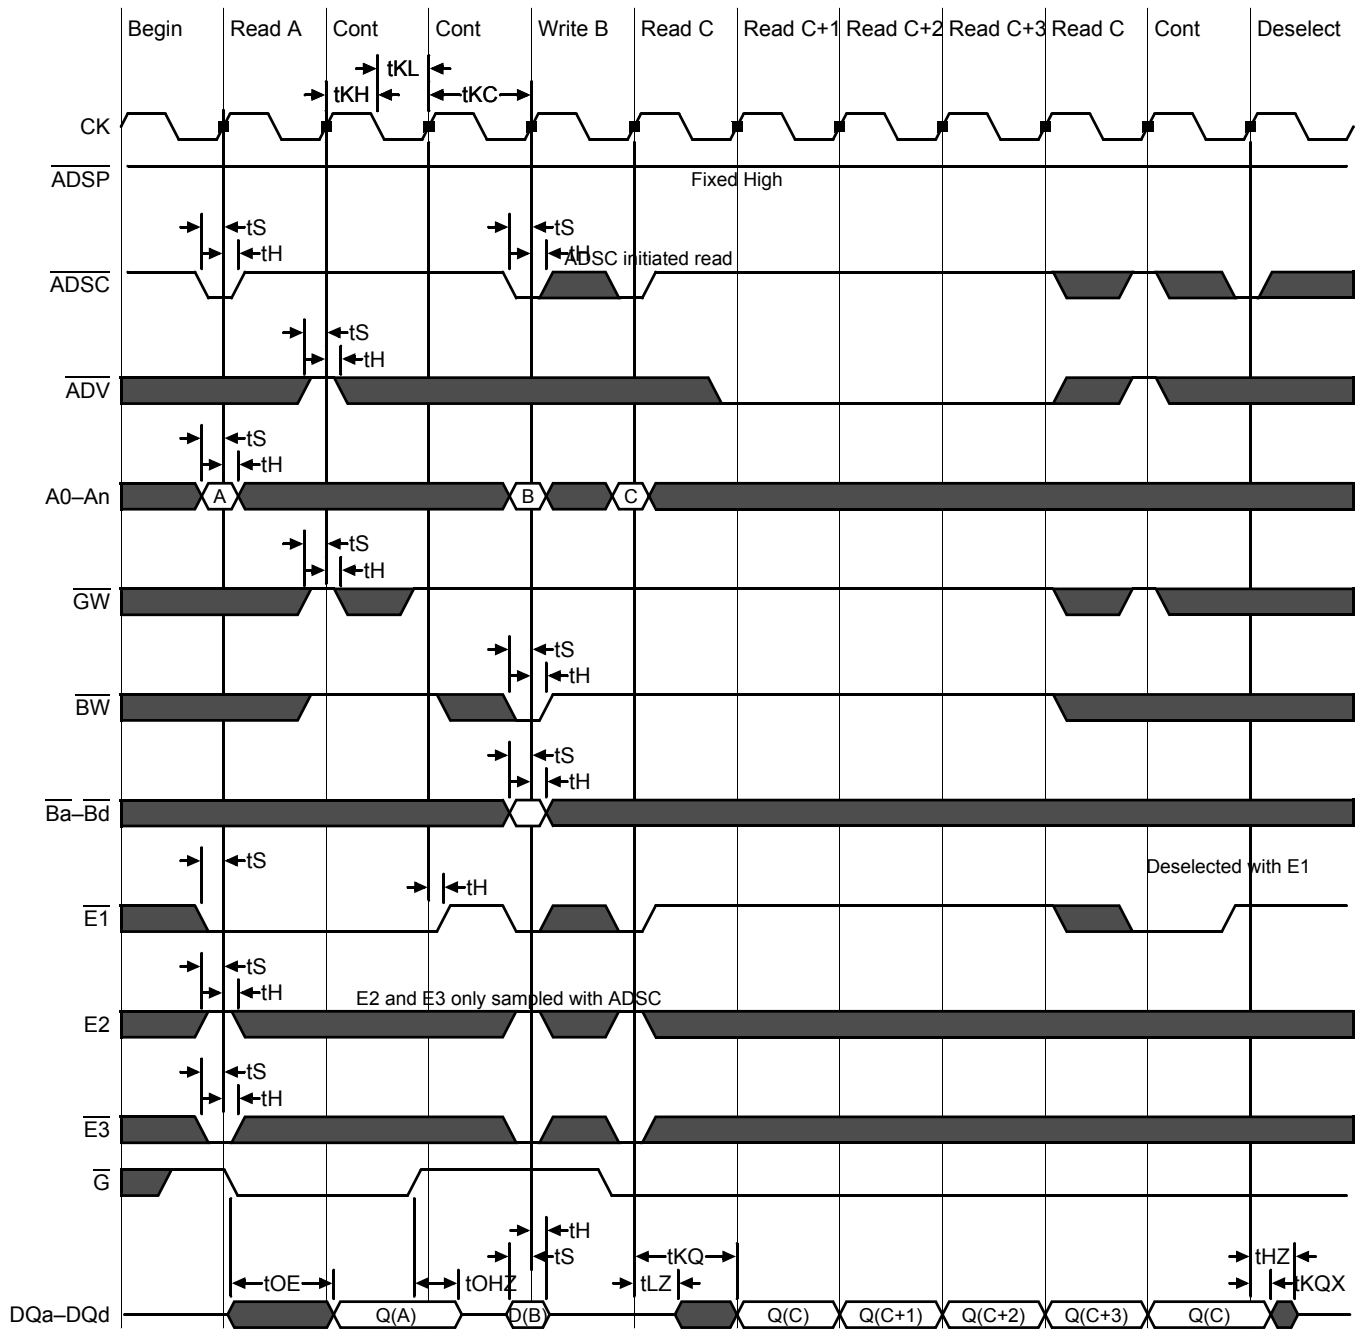 Begin Read A Cont Cont Write B Read C Read C+1 Read C+2 Read C+3 Read C Cont Deselect
tKL
tKH tKC
CK
ADSP Fixed High
tS tS
tH tH
ADSC initiated read
ADSC
tS
tH
ADV
tS
tH
A0–An A B C
tS
tH
GW
tS
tH
BW
tS
tH
Ba–Bd
tS Deselected with E1
tH
E1
tS
tH
E2 and E3 only sampled with ADSC
E2
tS
tH
E3
G
tH
tS tKQ tHZ
tOE tOHZ tLZ tKQX
DQa–DQd Q(A) D(B) Q(C) Q(C+1) Q(C+2) Q(C+3) Q(C)